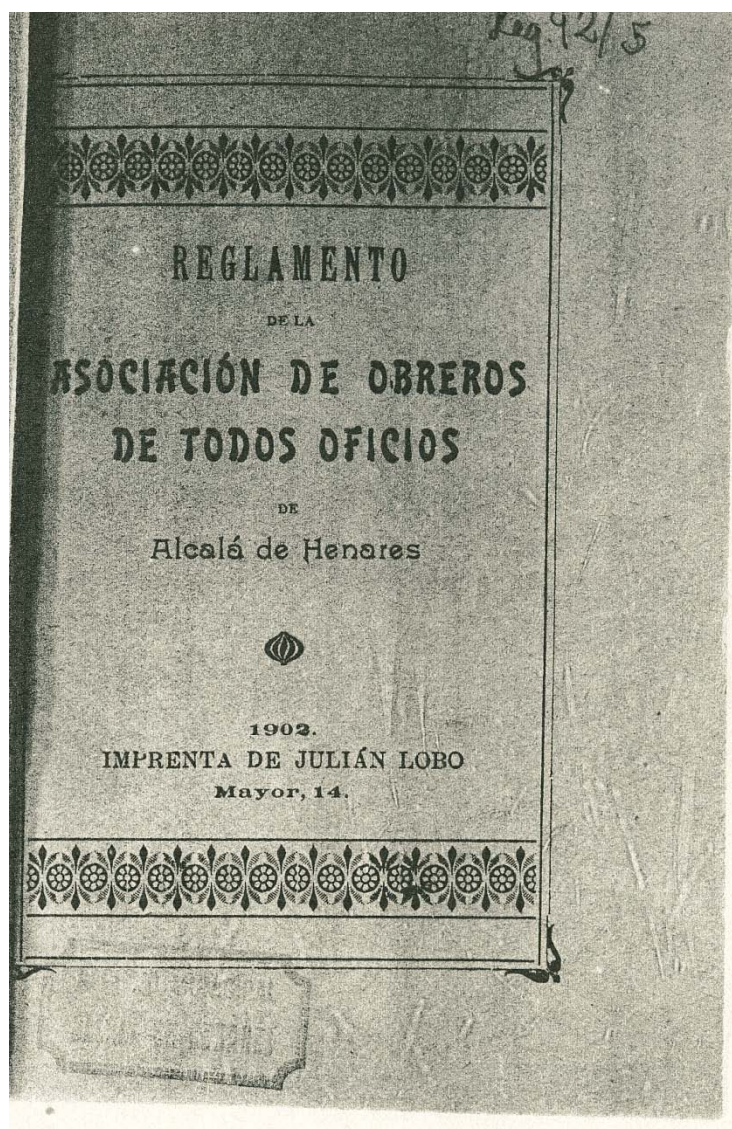 Leg. 92/5
REGLAMENTO
DE LA
ASOCIACIÓN DE OBREROS
DE TODOS OFICIOS
DE
Alcalá de Henares
1902.
IMPRENTA DE JULIÁN LOBO
Mayor, 14.